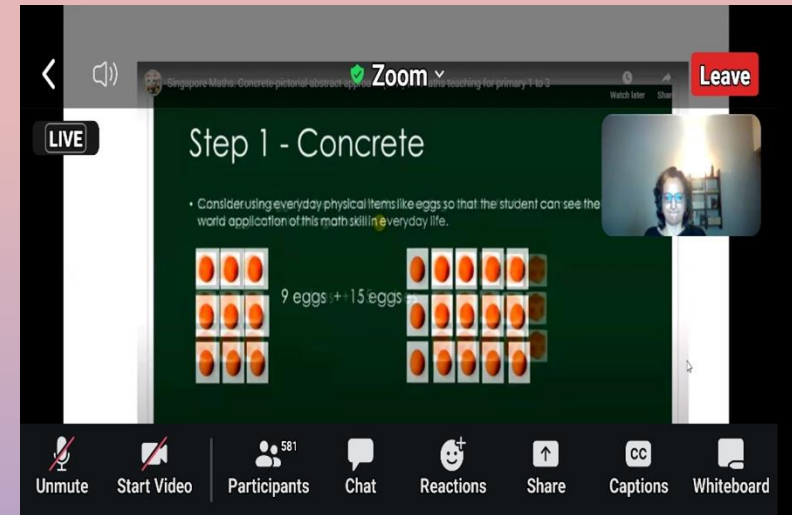 Zoom
Leave
Singapore Maths: Concrete-pictorial-abstract
Watch later
LIVE
Step 1 - Concrete
• Consider using everyday physical items like eggs so that the student can see the
world application of this math skill in everyday life.
9 eggs + 15 eggs
581
CC
Unmute
Start Video
Participants
Chat
Reactions
Share
Captions
Whiteboard